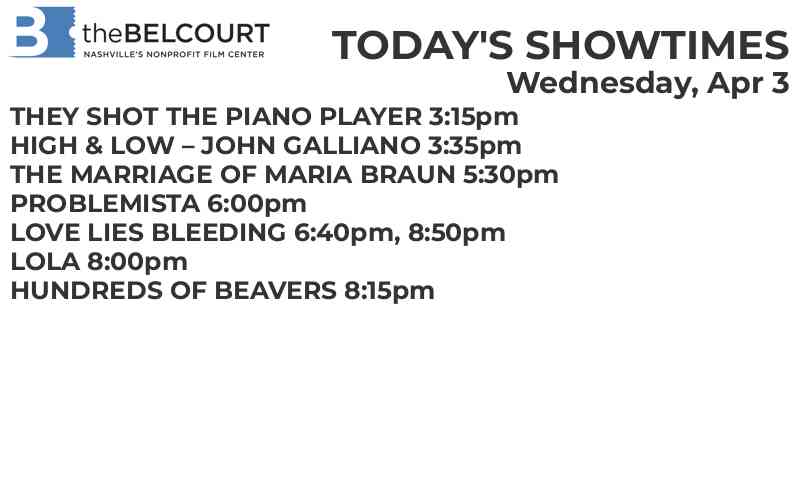 B theBELCOURT
NASHVILLE'S NONPROFIT FILM CENTER
TODAY'S SHOWTIMES
Wednesday, Apr 3
THEY SHOT THE PIANO PLAYER 3:15pm
HIGH & LOW – JOHN GALLIANO 3:35pm
THE MARRIAGE OF MARIA BRAUN 5:30pm
PROBLEMISTA 6:00pm
LOVE LIES BLEEDING 6:40pm, 8:50pm
LOLA 8:00pm
HUNDREDS OF BEAVERS 8:15pm